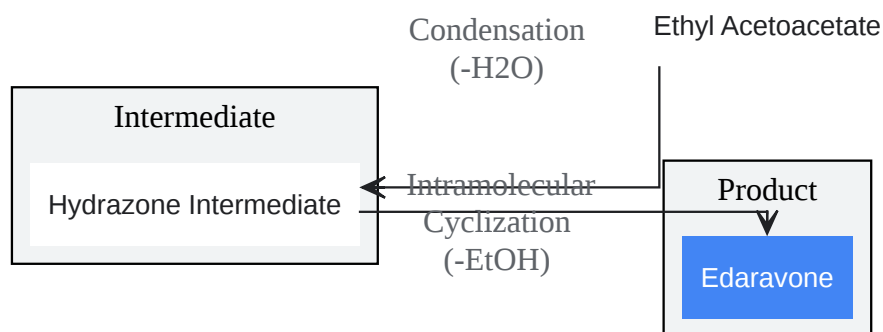 Condensation
(-H2O)
Ethyl Acetoacetate
Intermediate
Hydrazone Intermediate
Intramolecular
Cyclization
(-EtOH)
Product
Edaravone